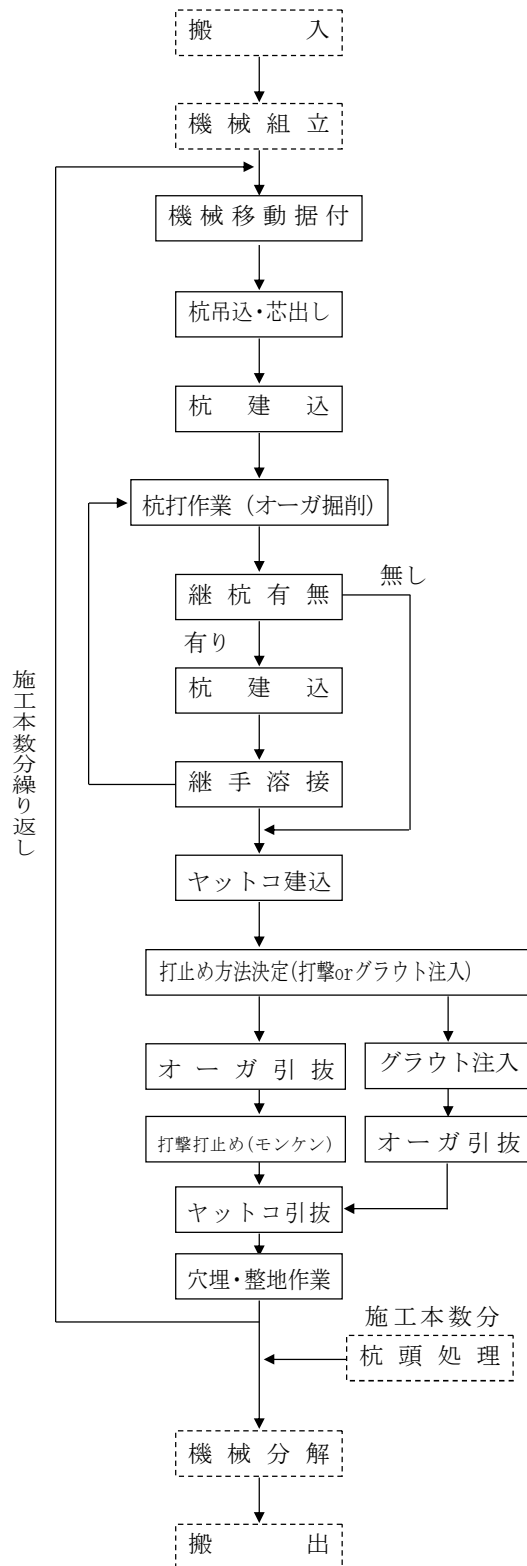 搬入
機械組立
機械移動据付
杭吊込・芯出し
杭建込
杭打作業（オーガ掘削）
継杭有無
無し
有り
杭建込
継手溶接
施工本数分繰り返し
ヤットコ建込
打止め方法決定(打撃orグラウト注入)
オーガ引抜
グラウト注入
打撃打止め(モンケン)
オーガ引抜
ヤットコ引抜
穴埋・整地作業
施工本数分
杭頭処理
機械分解
搬出